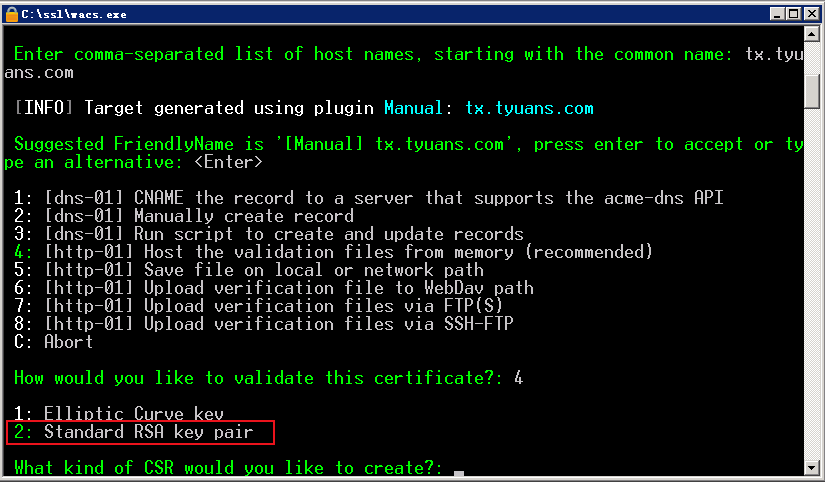 C:\ssl\wacs.exe
Enter comma-separated list of host names, starting with the common name: tx.tyu
ans.com
[INFO] Target generated using plugin Manual: tx.tyuans.com
Suggested FriendlyName is '[Manual] tx.tyuans.com', press enter to accept or ty
pe an alternative: <Enter>
1: [dns-01] CNAME the record to a server that supports the acme-dns API
2: [dns-01] Manually create record
3: [dns-01] Run script to create and update records
4: [http-01] Host the validation files from memory (recommended)
5: [http-01] Save file on local or network path
6: [http-01] Upload verification file to WebDav path
7: [http-01] Upload verification files via FTP(S)
8: [http-01] Upload verification files via SSH-FTP
C: Abort
How would you like to validate this certificate?: 4
1: Elliptic Curve key
2: Standard RSA key pair
What kind of CSR would you like to create?: